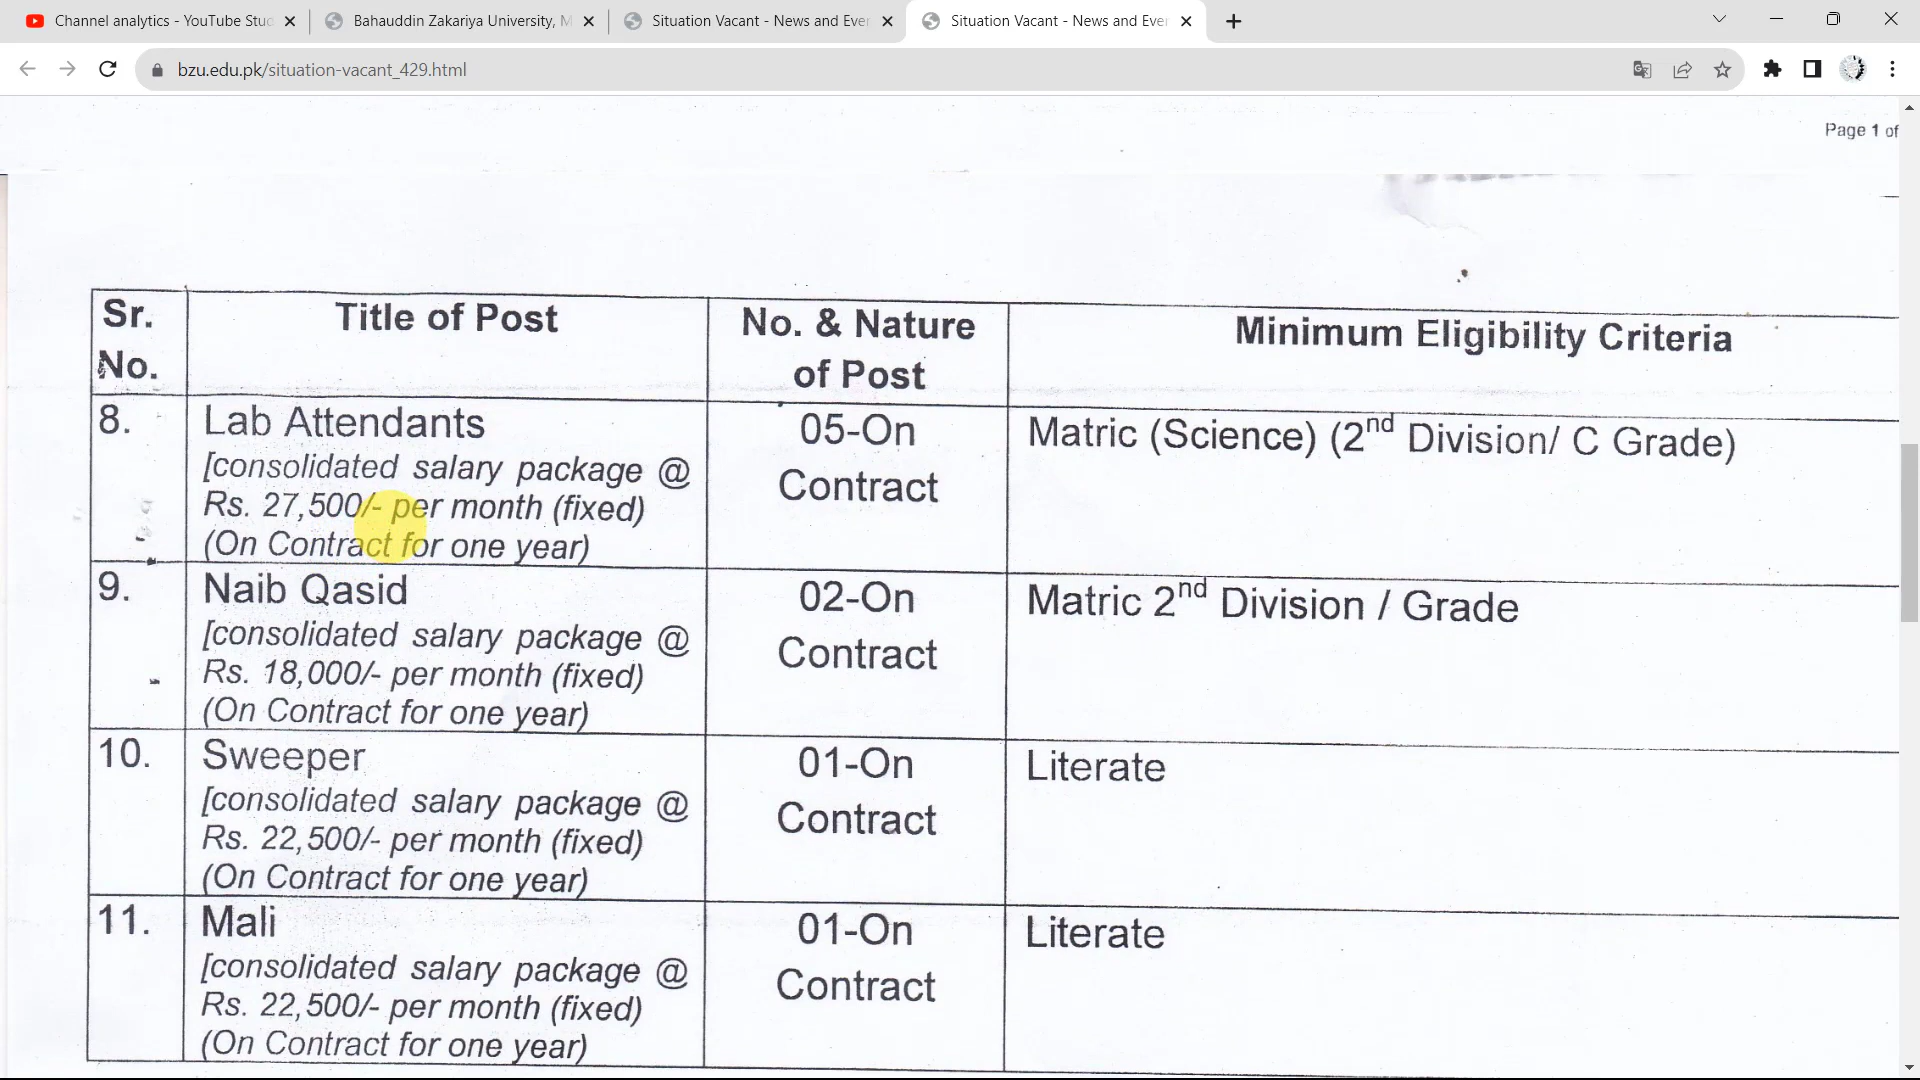 Channel analytics - YouTube Stud
Bahauddin Zakariya University, M
Situation Vacant - News and Ever
Situation Vacant - News and Ever
bzu.edu.pk/situation-vacant_429.html
Page 1 of
Sr. No.
Title of Post
No. & Nature of Post
Minimum Eligibility Criteria
8.
Lab Attendants
[consolidated salary package @
Rs. 27,500/- per month (fixed)
(On Contract for one year)
05-On
Contract
Matric (Science) (2nd Division/ C Grade)
9.
Naib Qasid
[consolidated salary package @
Rs. 18,000/- per month (fixed)
(On Contract for one year)
02-On
Contract
Matric 2nd Division / Grade
10.
Sweeper
[consolidated salary package @
Rs. 22,500/- per month (fixed)
(On Contract for one year)
01-On
Contract
Literate
11.
Mali
[consolidated salary package @
Rs. 22,500/- per month (fixed)
(On Contract for one year)
01-On
Contract
Literate